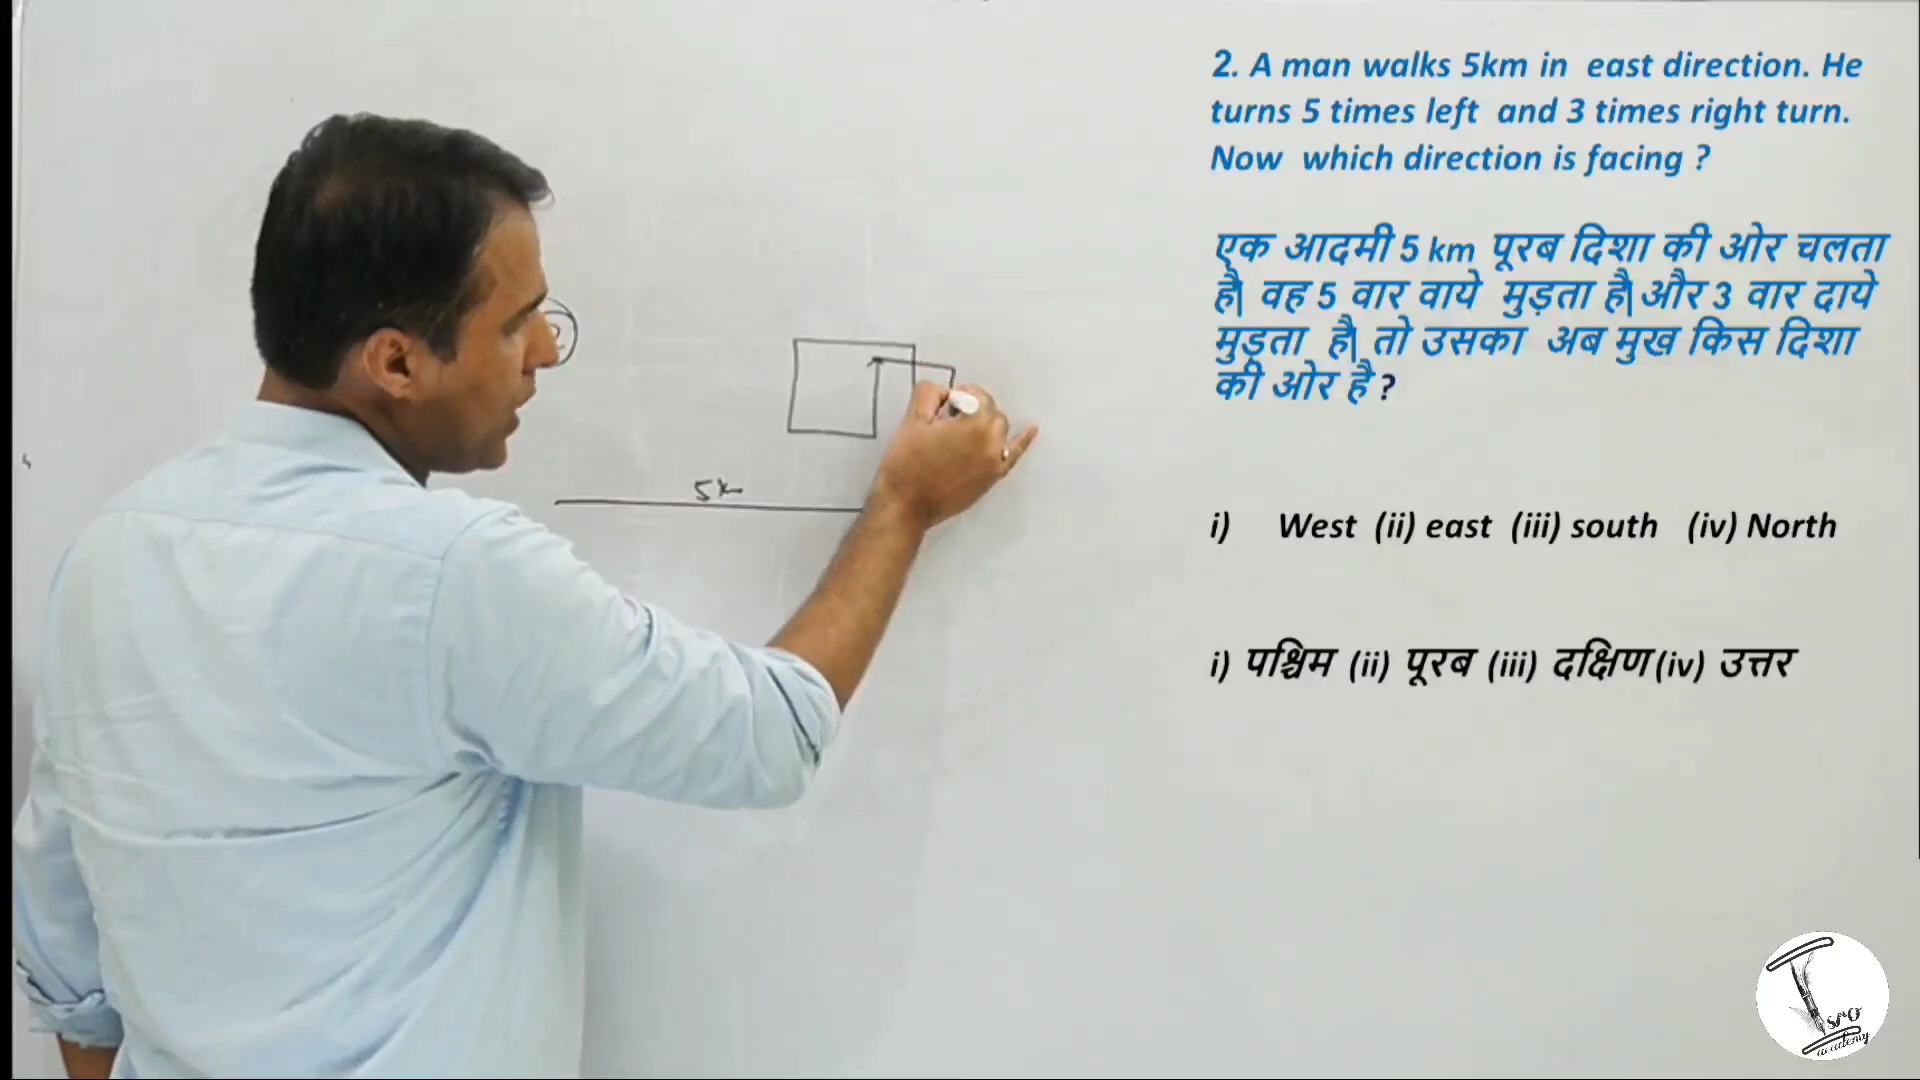 2. A man walks 5km in east direction. He
turns 5 times left and 3 times right turn.
Now which direction is facing ?
एक आदमी 5 km पूरब दिशा की ओर चलता
है| वह 5 वार वाये मुड़ता है| और 3 वार दाये
मुड़ता है| तो उसका अब मुख किस दिशा
की ओर है ?
5k
i) West (ii) east (iii) south (iv) North
i) पश्चिम (ii) पूरब (iii) दक्षिण (iv) उत्तर
Isro
academy